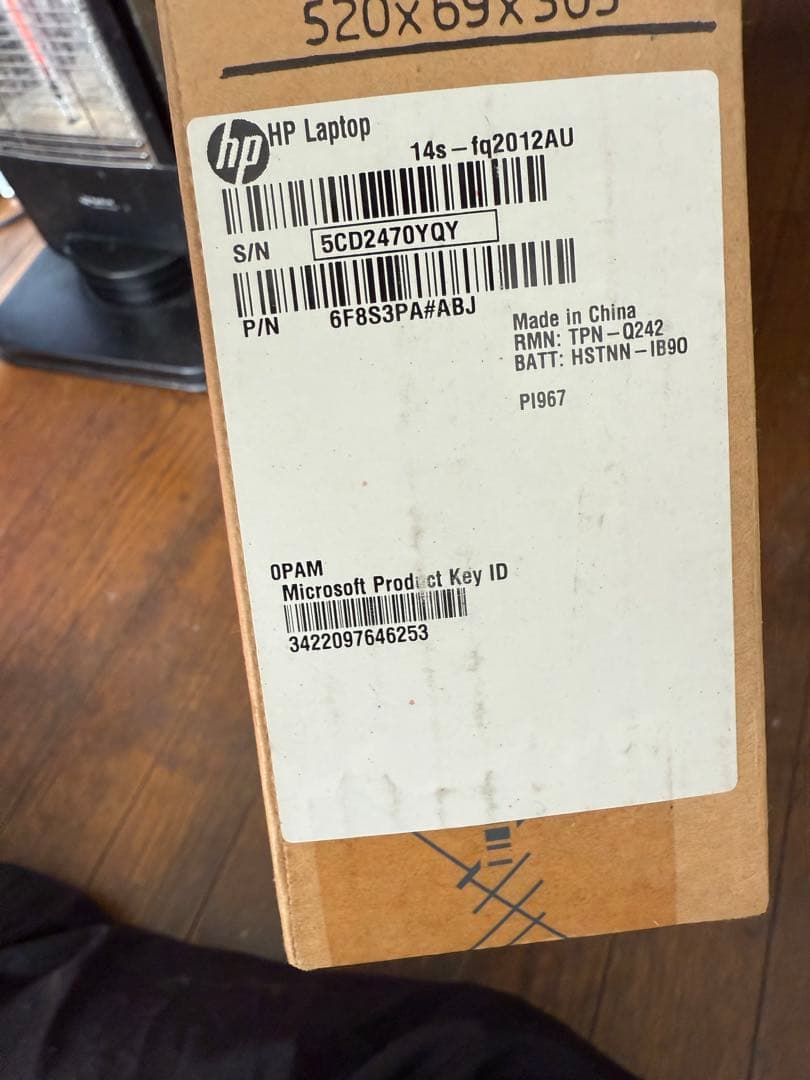 520x69x305
hp HP Laptop
14s-fq2012AU
S/N 5CD2470YQY
P/N 6F8S3PA#ABJ
Made in China
RMN: TPN-Q242
BATT: HSTNN-IB90
PI967
0PAM
Microsoft Product Key ID
3422097646253